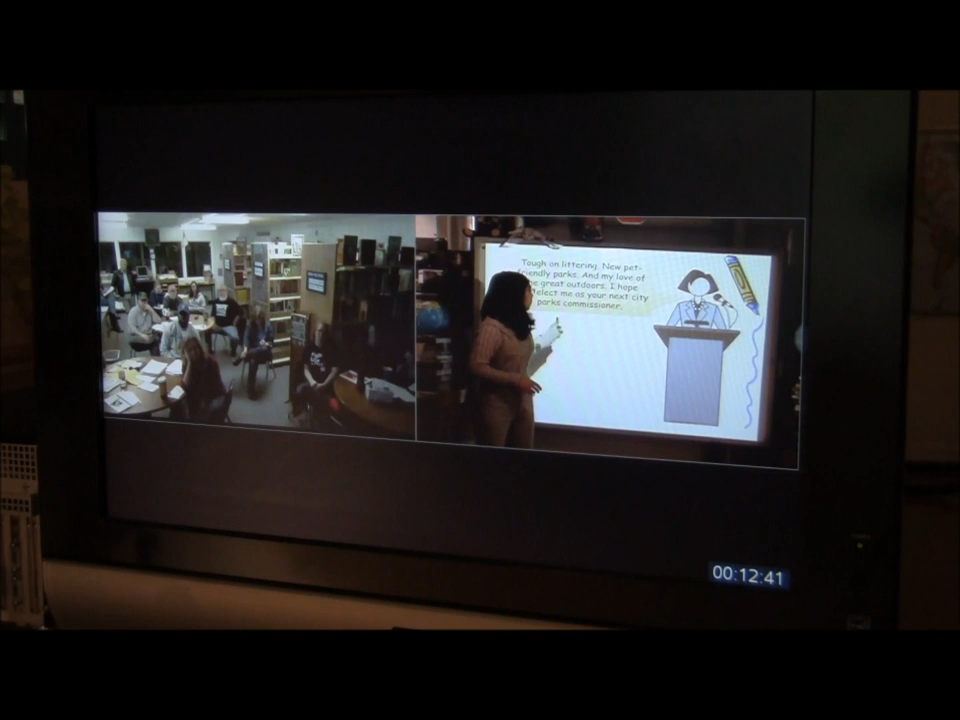 Tough on littering. New pet-
friendly parks. And my love of
great outdoors. I hope
elect me as your next city
parks commissioner.
00:12:41